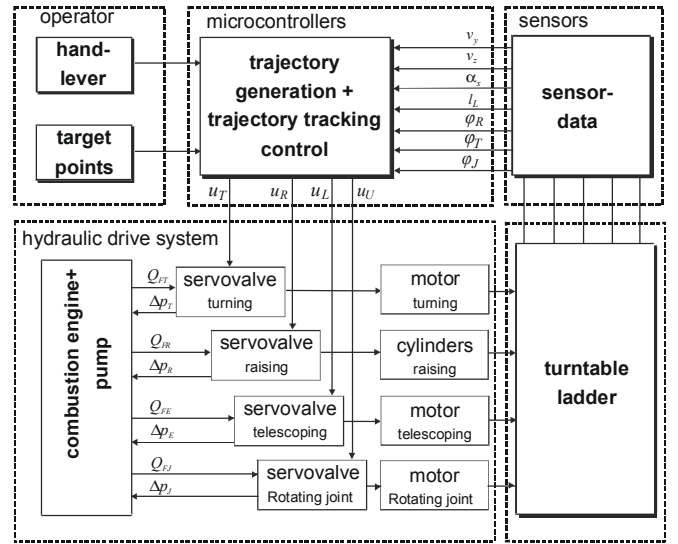 operator
microcontrollers
sensors
hand-
lever
target
points
trajectory
generation +
trajectory tracking
control
v_y
v_z
α_x
l_L
φ_R
φ_T
φ_J
sensor-
data
u_T u_R u_L u_U
hydraulic drive system
combustion engine+
pump
Q_FT
Δp_T
servovalve
turning
motor
turning
Q_FR
Δp_R
servovalve
raising
cylinders
raising
Q_FE
Δp_E
servovalve
telescoping
motor
telescoping
Q_FJ
Δp_J
servovalve
Rotating joint
motor
Rotating joint
turntable
ladder